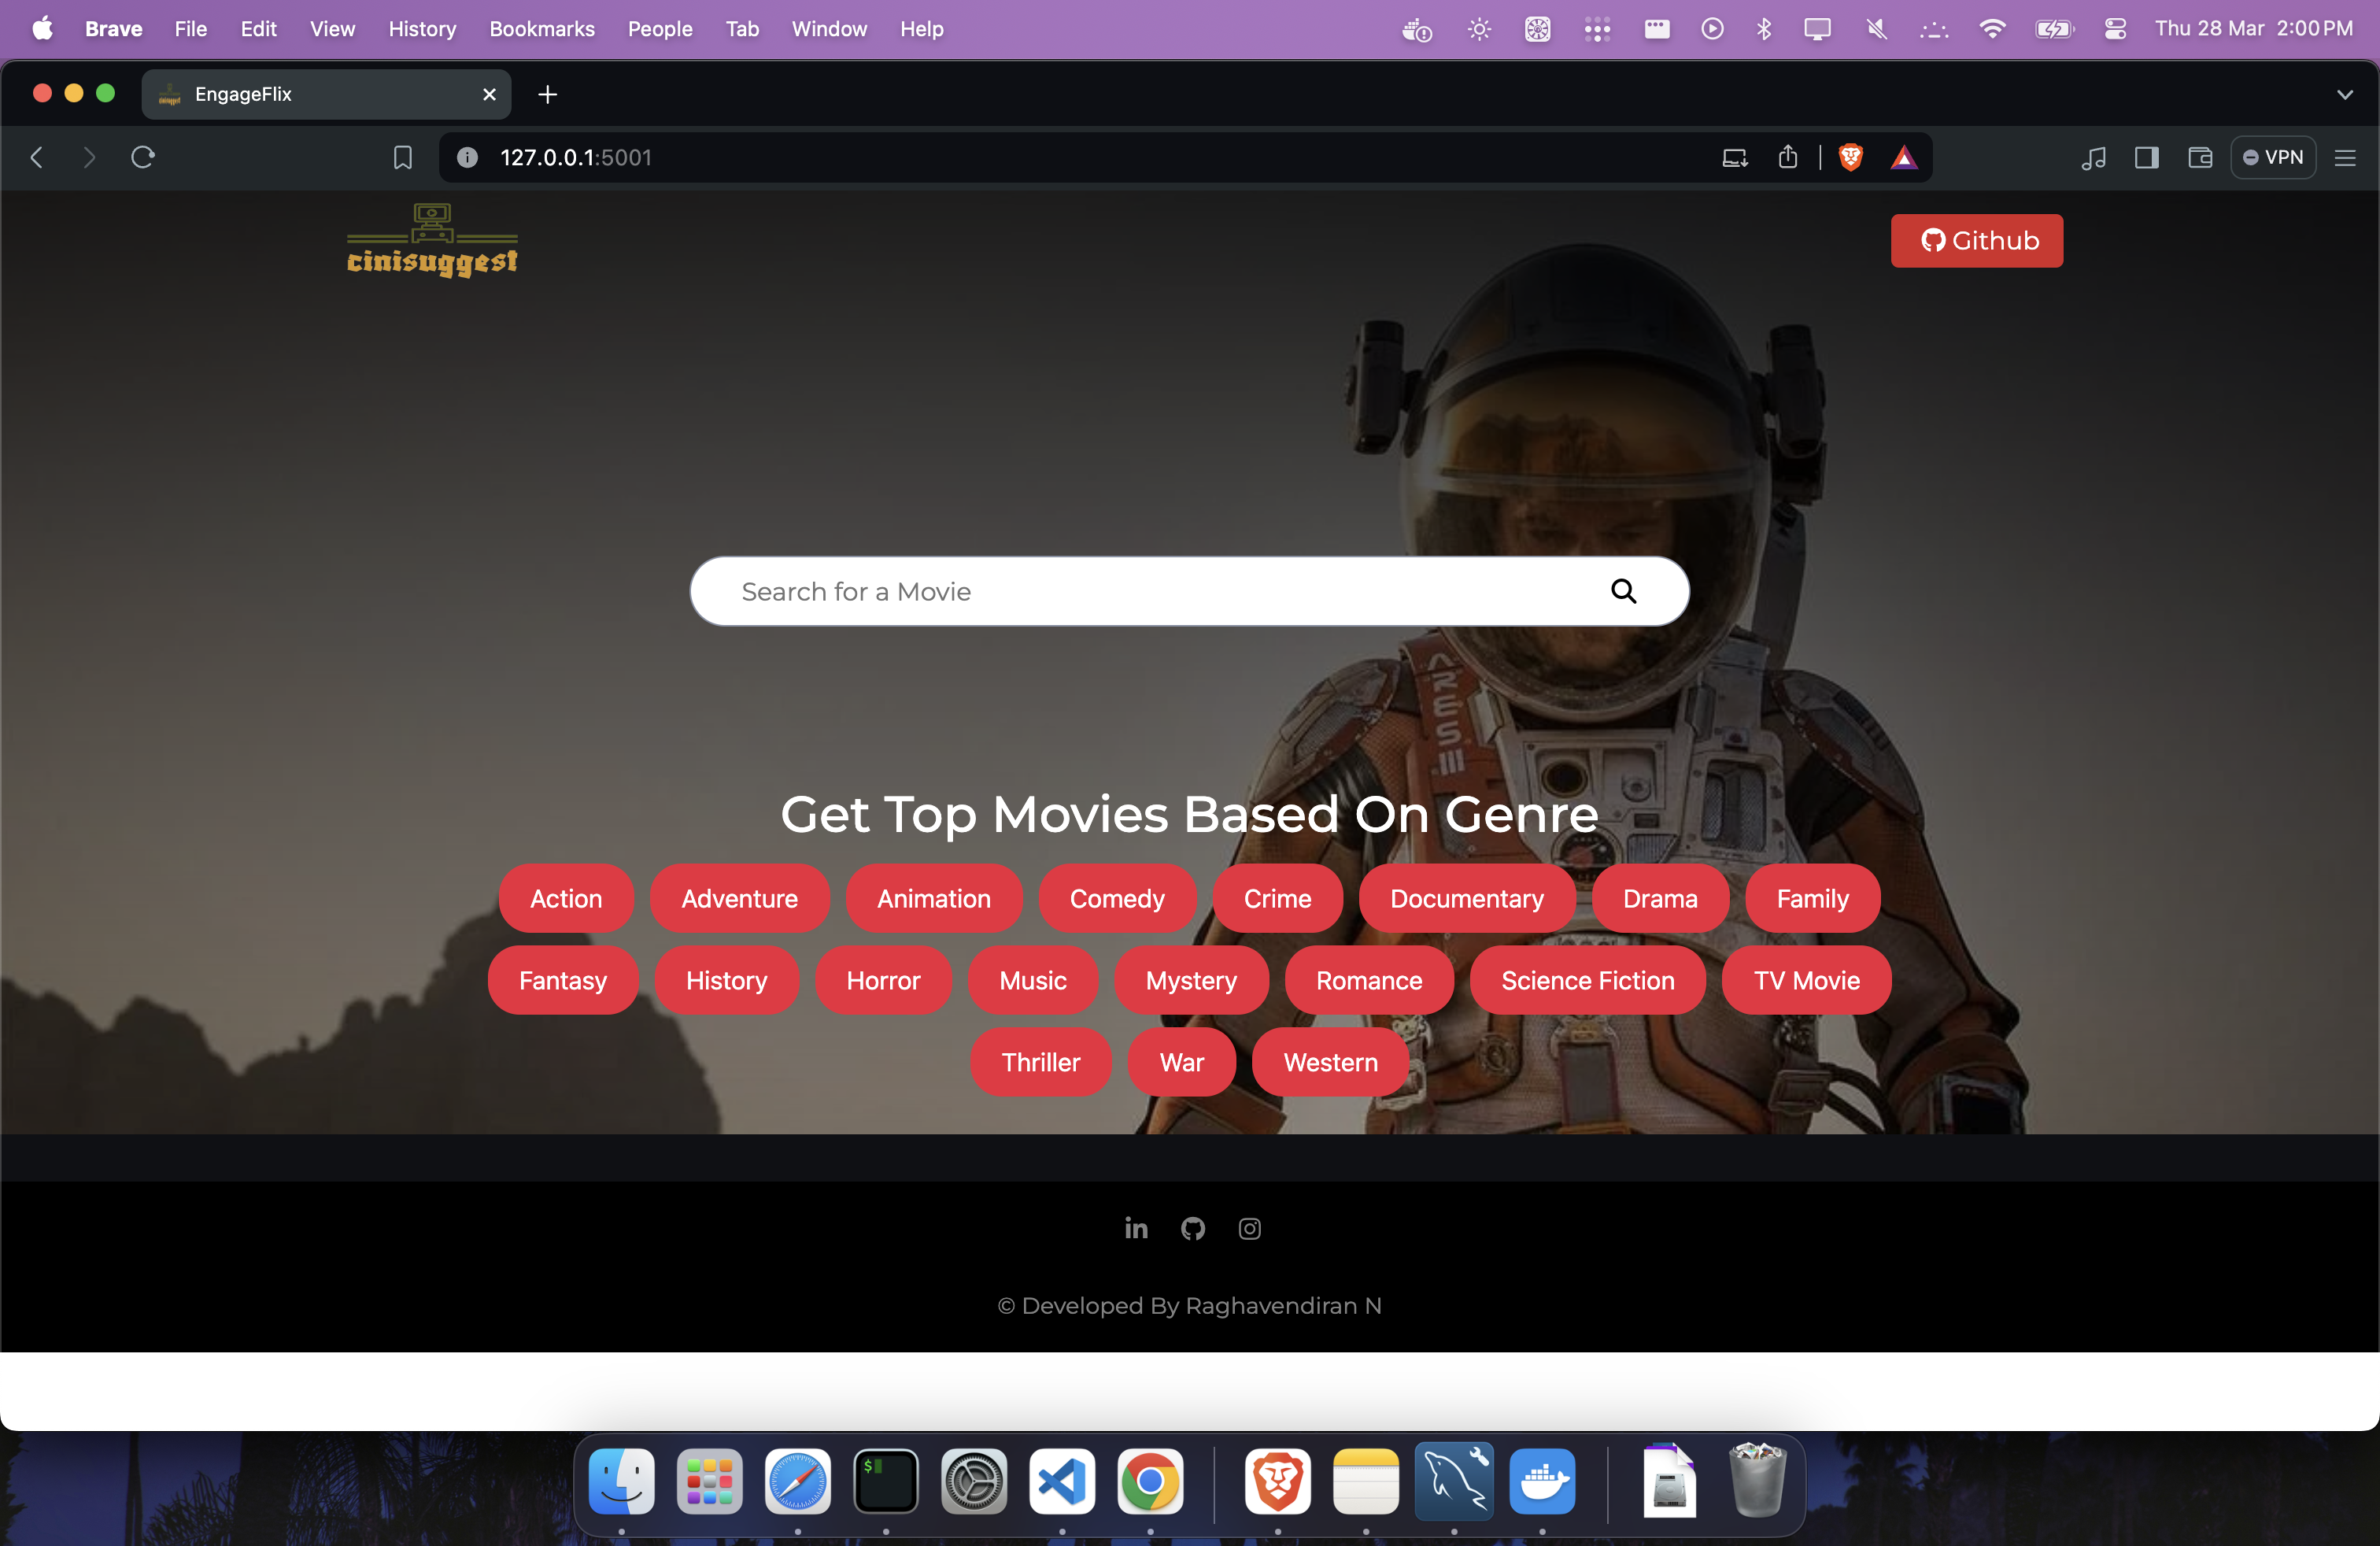 Brave File Edit View History Bookmarks People Tab Window Help Thu 28 Mar 2:00 PM
EngageFlix
127.0.0.1:5001 VPN
cinisuggest
Github
Search for a Movie
ARES III
Get Top Movies Based On Genre
Action Adventure Animation Comedy Crime Documentary Drama Family
Fantasy History Horror Music Mystery Romance Science Fiction TV Movie
Thriller War Western
in
© Developed By Raghavendiran N
$